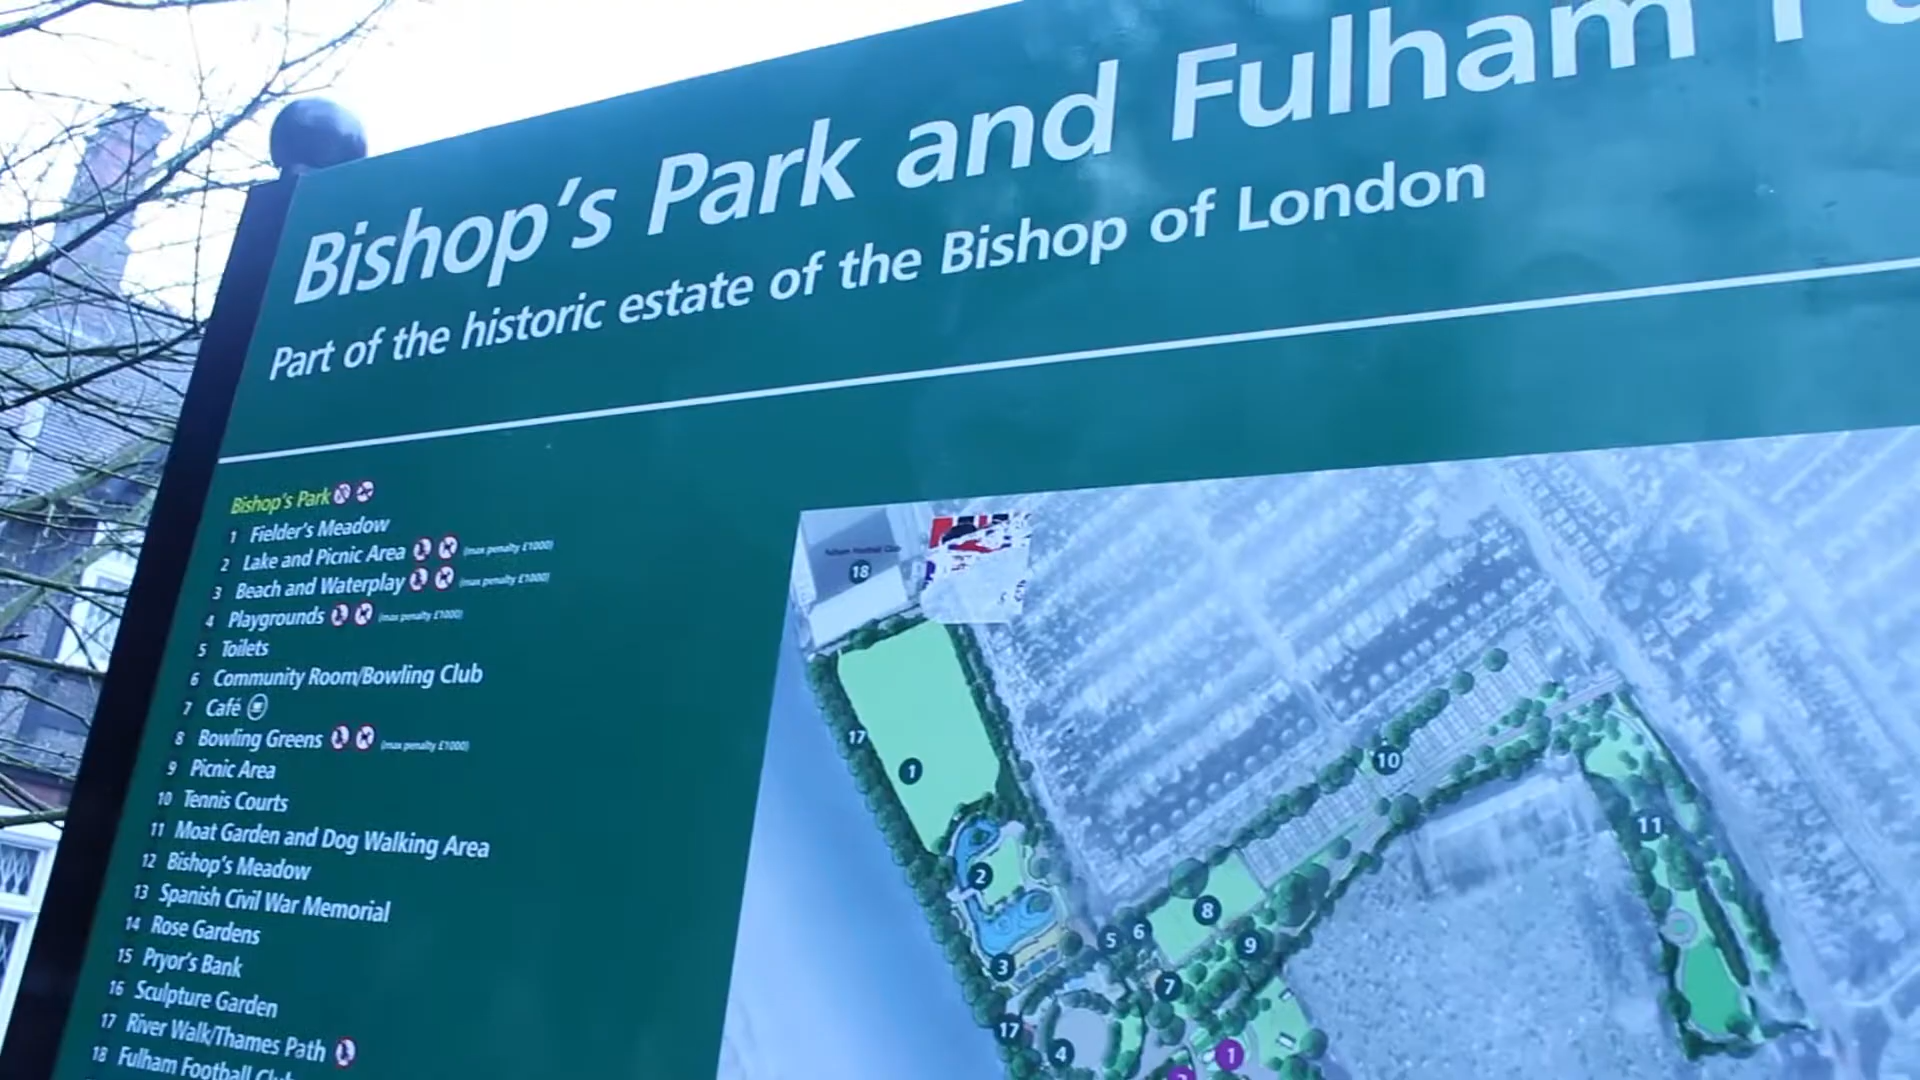 Bishop's Park and Fulham
Part of the historic estate of the Bishop of London
Bishop's Park
1 Fielder's Meadow
2 Lake and Picnic Area (max penalty £1000)
3 Beach and Waterplay (max penalty £1000)
4 Playgrounds (max penalty £1000)
5 Toilets
6 Community Room/Bowling Club
7 Café
8 Bowling Greens (max penalty £1000)
9 Picnic Area
10 Tennis Courts
11 Moat Garden and Dog Walking Area
12 Bishop's Meadow
13 Spanish Civil War Memorial
14 Rose Gardens
15 Pryor's Bank
16 Sculpture Garden
17 River Walk/Thames Path
18 Fulham Football Club
Fulham Football Club
18
17
1
10
11
2
8
5 6
9
3
7
17
4
1
2